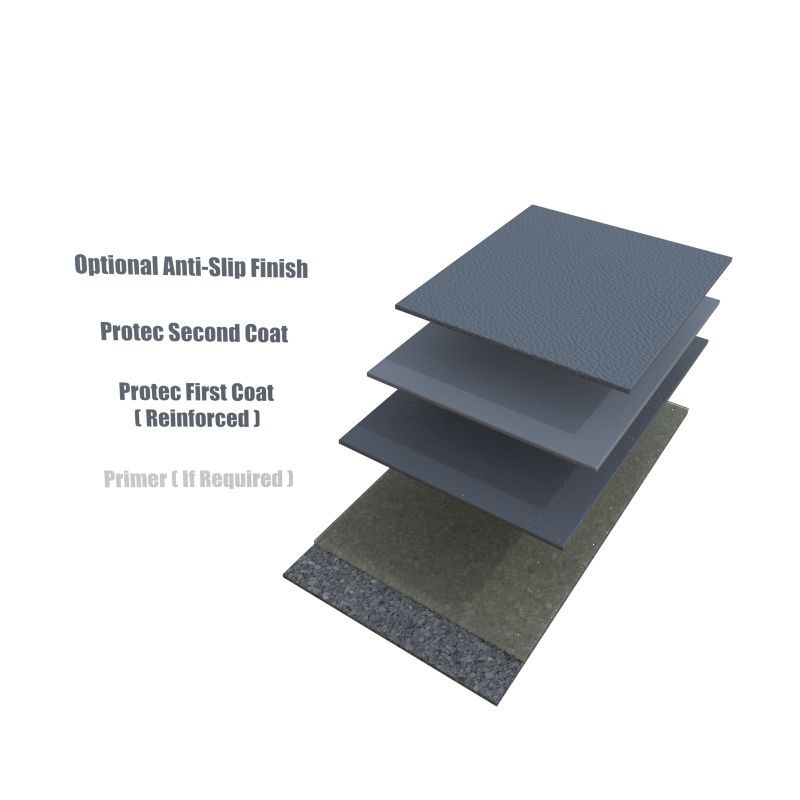 Optional Anti-Slip Finish
Protec Second Coat
Protec First Coat
( Reinforced )
Primer ( If Required )